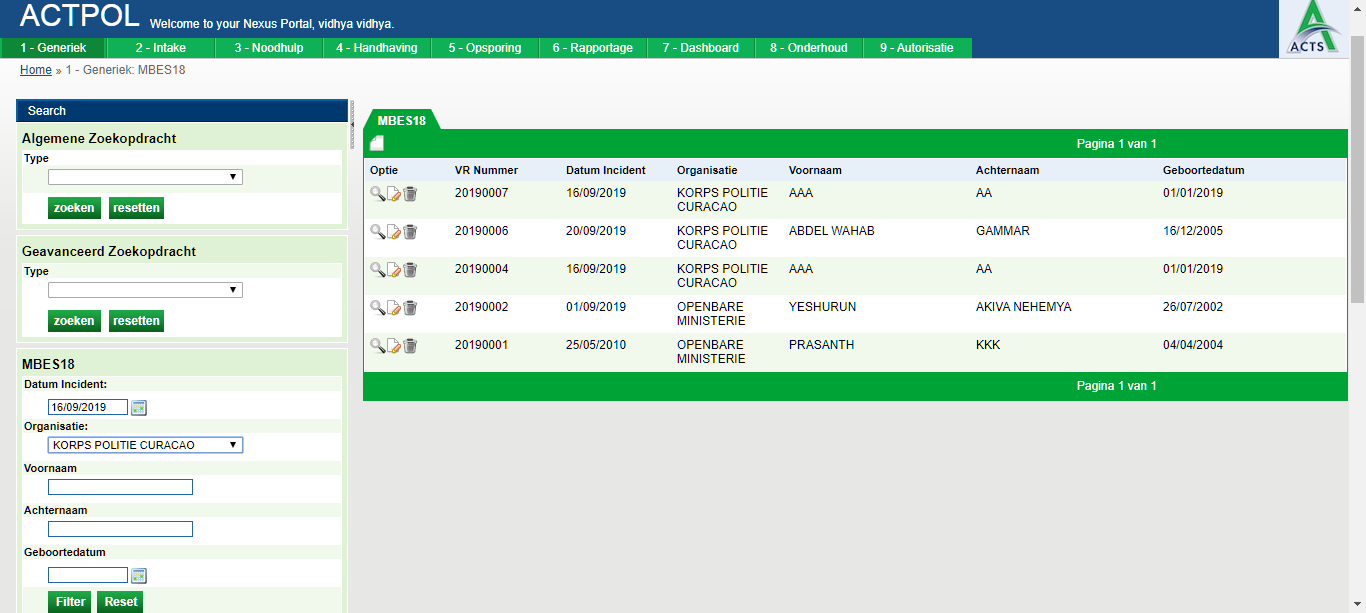 ACTPOL Welcome to your Nexus Portal, vidhya vidhya.
ACTS
1 - Generiek 2 - Intake 3 - Noodhulp 4 - Handhaving 5 - Opsporing 6 - Rapportage 7 - Dashboard 8 - Onderhoud 9 - Autorisatie
Home » 1 - Generiek: MBES18
Search
Algemene Zoekopdracht
Type
zoeken resetten
Geavanceerd Zoekopdracht
Type
zoeken resetten
MBES18
Datum Incident:
16/09/2019
Organisatie:
KORPS POLITIE CURACAO
Voornaam
Achternaam
Geboortedatum
Filter Reset
MBES18
Pagina 1 van 1
Optie VR Nummer Datum Incident Organisatie Voornaam Achternaam Geboortedatum
20190007 16/09/2019 KORPS POLITIE AAA AA 01/01/2019
CURACAO
20190006 20/09/2019 KORPS POLITIE ABDEL WAHAB GAMMAR 16/12/2005
CURACAO
20190004 16/09/2019 KORPS POLITIE AAA AA 01/01/2019
CURACAO
20190002 01/09/2019 OPENBARE YESHURUN AKIVA NEHEMYA 26/07/2002
MINISTERIE
20190001 25/05/2010 OPENBARE PRASANTH KKK 04/04/2004
MINISTERIE
Pagina 1 van 1